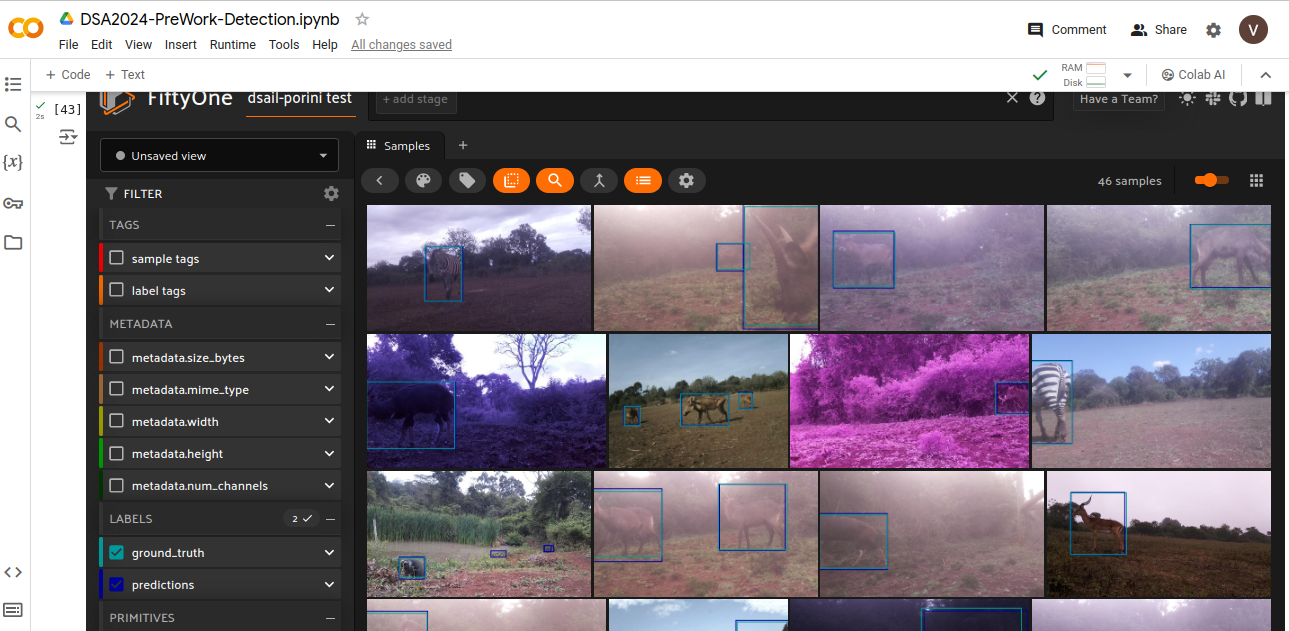 DSA2024-PreWork-Detection.ipynb
File Edit View Insert Runtime Tools Help All changes saved
Comment Share V
+ Code + Text
RAM
Disk
Colab AI
2s
[43]
FiftyOne dsail-porini test + add stage Have a Team?
Unsaved view
Samples +
46 samples
FILTER
TAGS
sample tags
label tags
METADATA
metadata.size_bytes
metadata.mime_type
metadata.width
metadata.height
metadata.num_channels
LABELS 2
ground_truth
predictions
PRIMITIVES